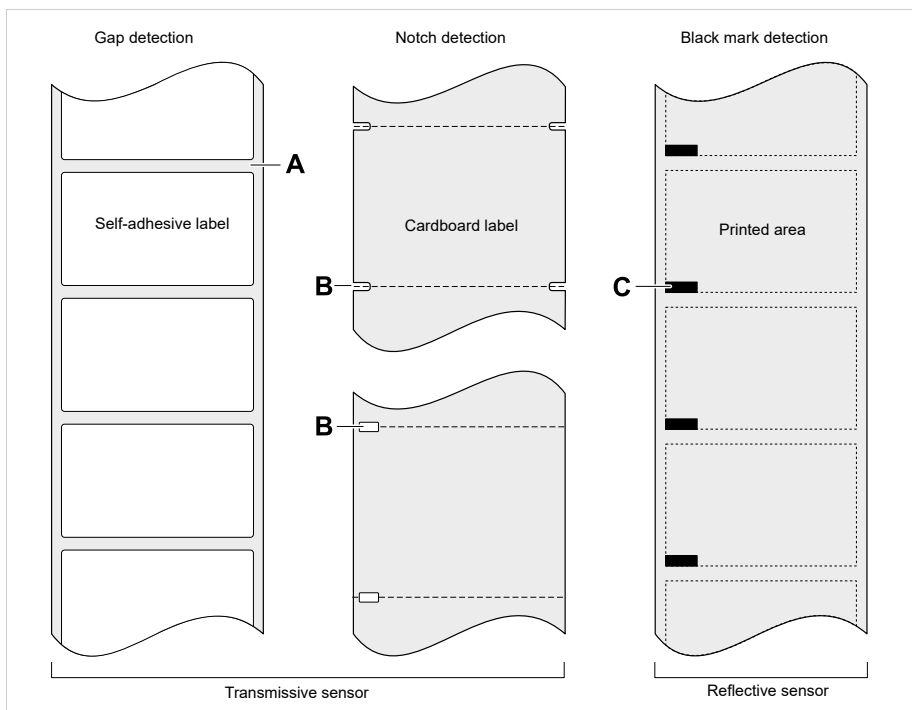 Gap detection
Notch detection
Black mark detection
A
Self-adhesive label
Cardboard label
Printed area
B
C
B
Transmissive sensor
Reflective sensor